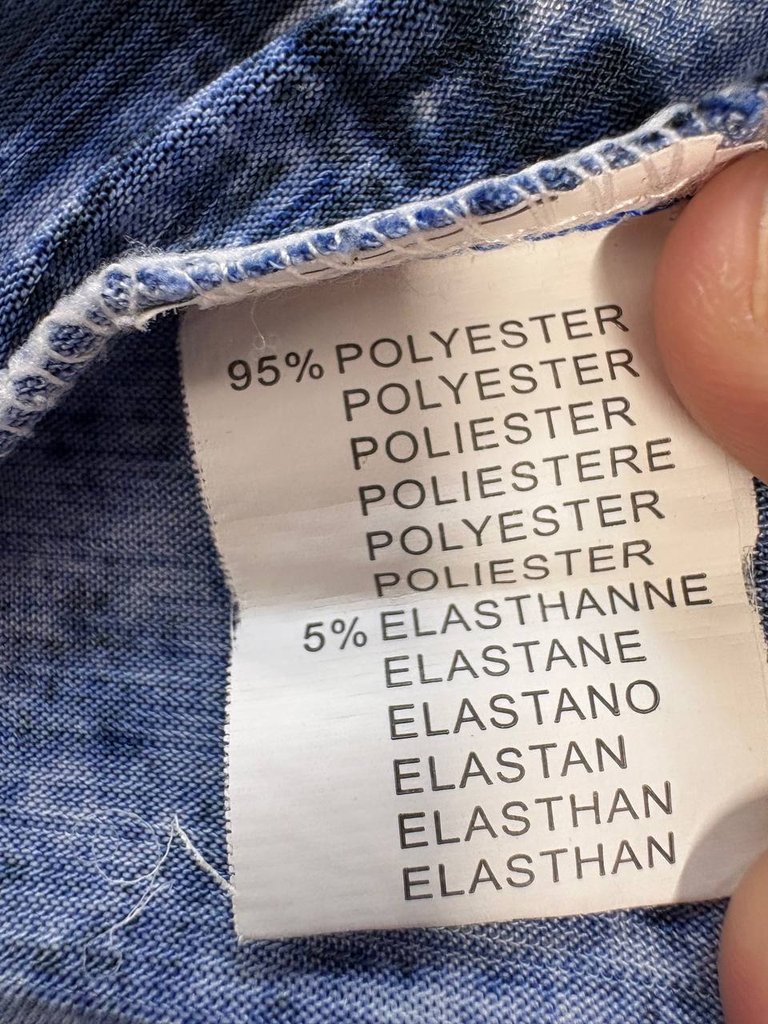 95% POLYESTER
POLYESTER
POLIESTER
POLIESTERE
POLYESTER
POLIESTER
5% ELASTHANNE
ELASTANE
ELASTANO
ELASTAN
ELASTHAN
ELASTHAN